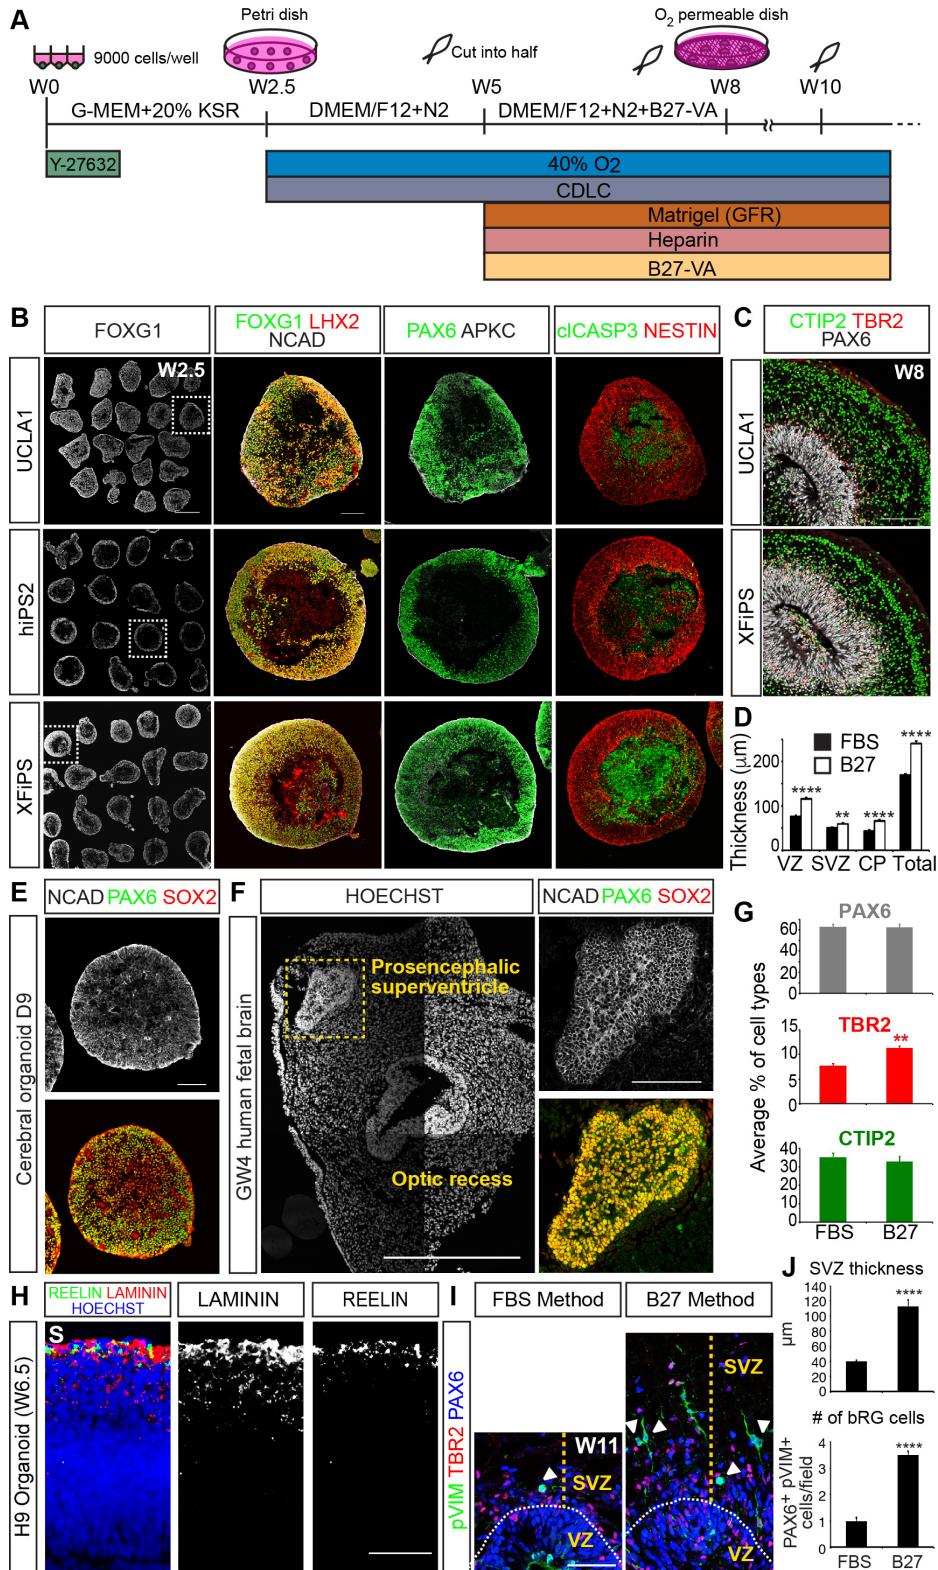 A
Petri dish
O2 permeable dish
9000 cells/well
Cut into half
W0
W2.5
W5
W8
W10
G-MEM+20% KSR
DMEM/F12+N2
DMEM/F12+N2+B27-VA
Y-27632
40% O2
CDLC
Matrigel (GFR)
Heparin
B27-VA
B
FOXG1
FOXG1 LHX2
NCAD
PAX6 APKC
clCASP3 NESTIN
W2.5
UCLA1
hiPS2
XFiPS
C
CTIP2 TBR2
PAX6
W8
UCLA1
XFiPS
D
Thickness (μm)
200
100
0
FBS
B27
****
**
****
****
VZ SVZ CP Total
E
NCAD PAX6 SOX2
Cerebral organoid D9
F
HOECHST
NCAD PAX6 SOX2
GW4 human fetal brain
Prosencephalic
superventricle
Optic recess
G
Average % of cell types
PAX6
60
40
20
0
TBR2
15
10
5
0
**
CTIP2
40
30
20
10
0
FBS B27
H
REELIN LAMININ
HOECHST
LAMININ
REELIN
H9 Organoid (W6.5)
S
I
FBS Method
B27 Method
pVIM TBR2 PAX6
W11
SVZ
VZ
SVZ
VZ
J
SVZ thickness
μm
140
120
100
80
60
40
20
0
****
# of bRG cells
PAX6+ pVIM+
cells/field
4
3
2
1
0
****
FBS B27